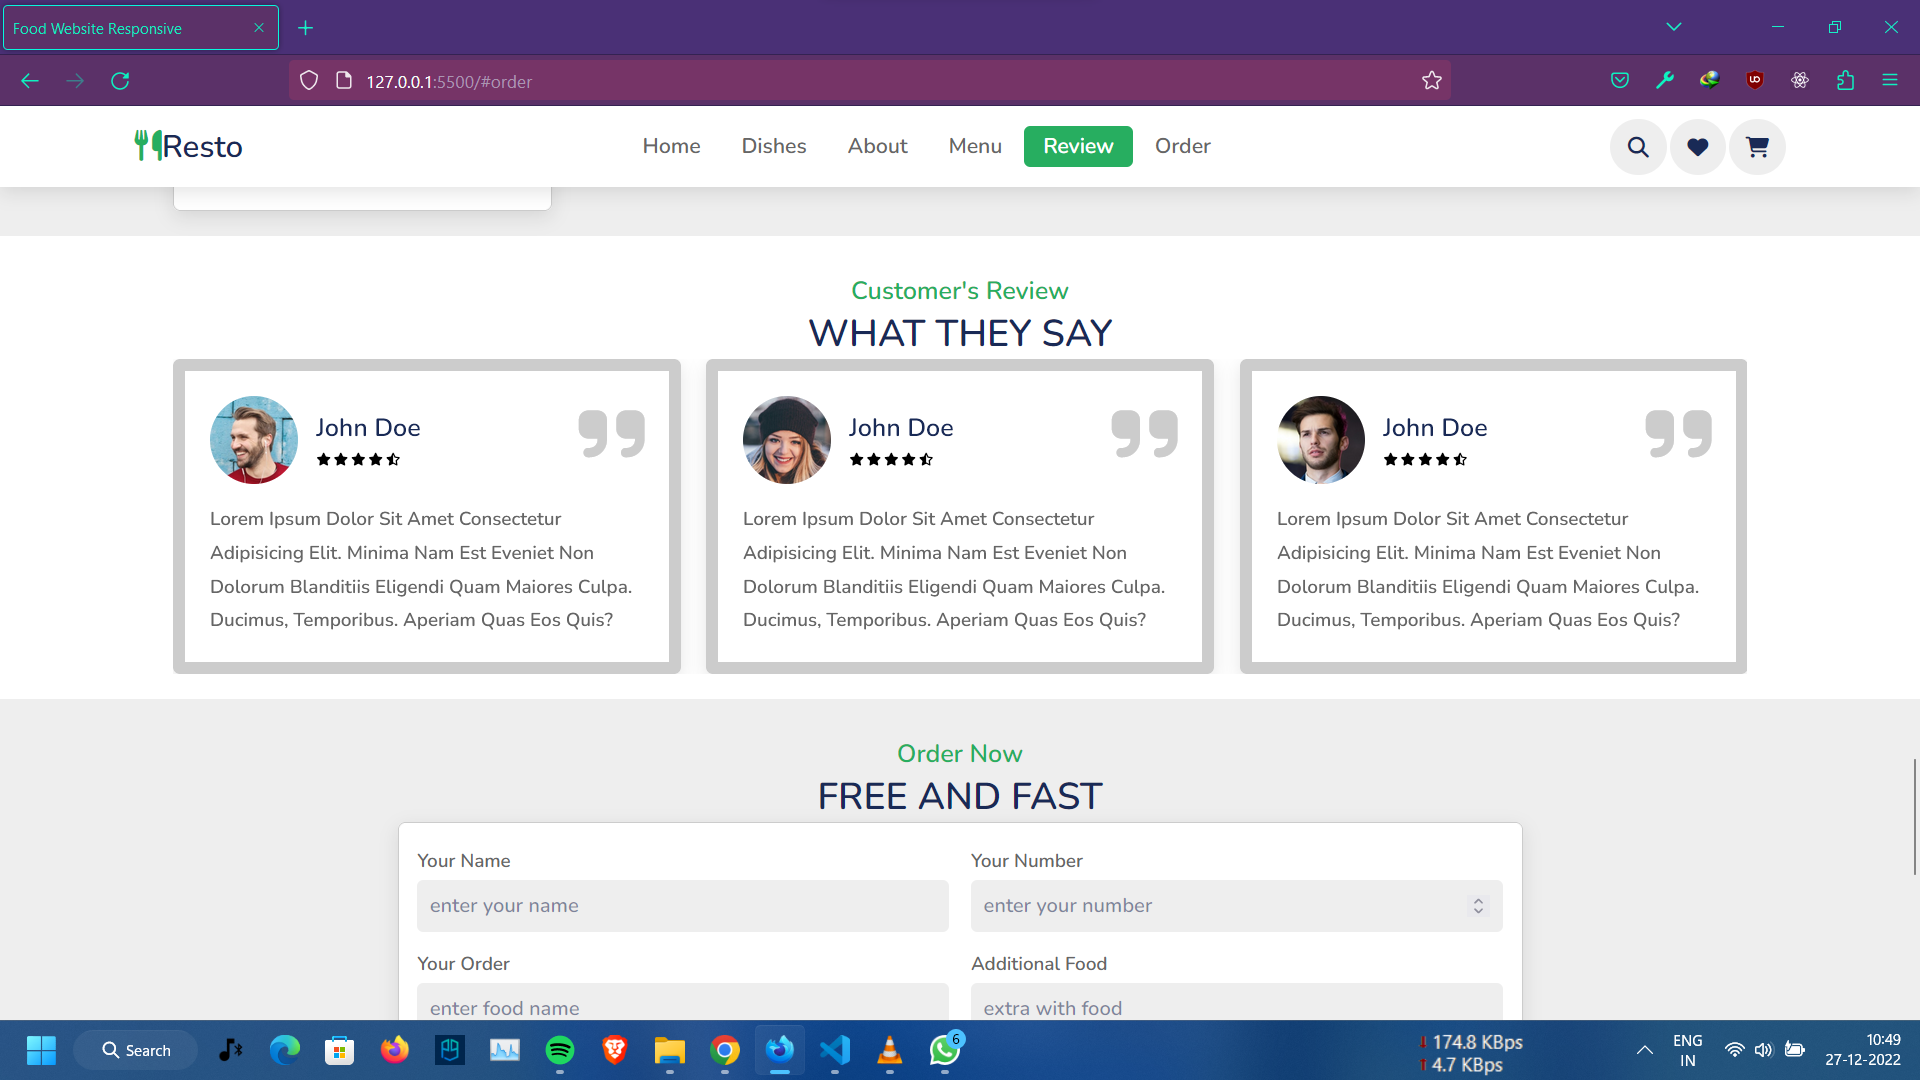 Food Website Responsive
127.0.0.1:5500/#order
Resto
Home Dishes About Menu Review Order
Customer's Review
WHAT THEY SAY
John Doe
Lorem Ipsum Dolor Sit Amet Consectetur
Adipisicing Elit. Minima Nam Est Eveniet Non
Dolorum Blanditiis Eligendi Quam Maiores Culpa.
Ducimus, Temporibus. Aperiam Quas Eos Quis?
John Doe
Lorem Ipsum Dolor Sit Amet Consectetur
Adipisicing Elit. Minima Nam Est Eveniet Non
Dolorum Blanditiis Eligendi Quam Maiores Culpa.
Ducimus, Temporibus. Aperiam Quas Eos Quis?
John Doe
Lorem Ipsum Dolor Sit Amet Consectetur
Adipisicing Elit. Minima Nam Est Eveniet Non
Dolorum Blanditiis Eligendi Quam Maiores Culpa.
Ducimus, Temporibus. Aperiam Quas Eos Quis?
Order Now
FREE AND FAST
Your Name
enter your name
Your Number
enter your number
Your Order
enter food name
Additional Food
extra with food
Search
6
174.8 KBps
4.7 KBps
ENG
IN
10:49
27-12-2022